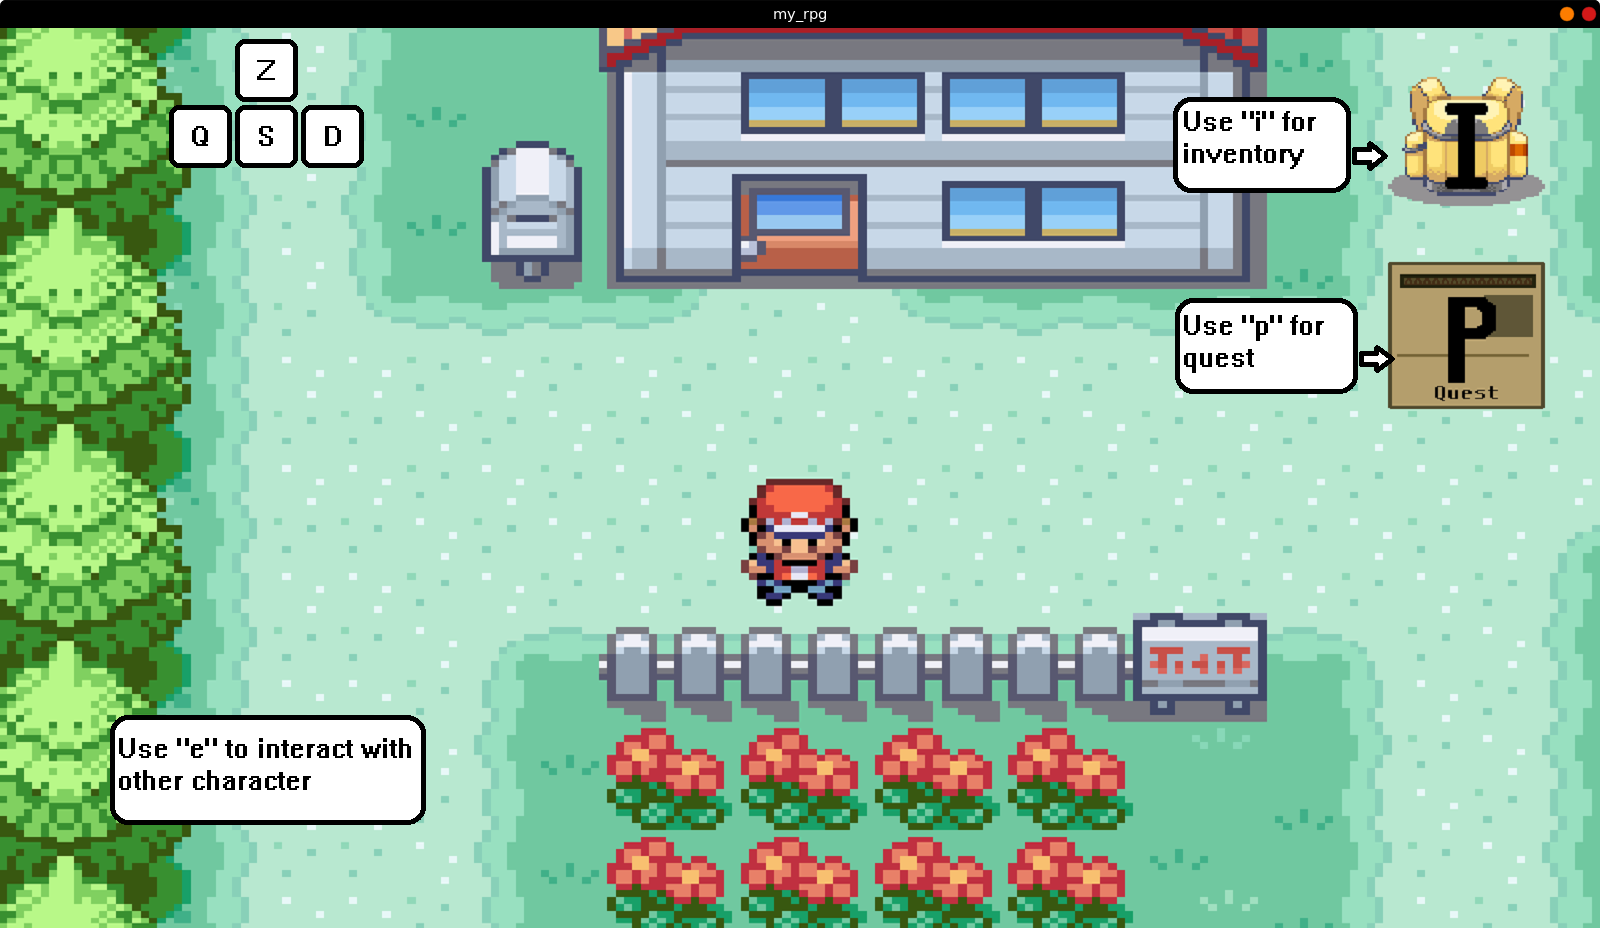 my_rpg
Z
Q S D
Use "i" for
inventory
I
Use "p" for
quest
P
Quest
Use "e" to interact with
other character